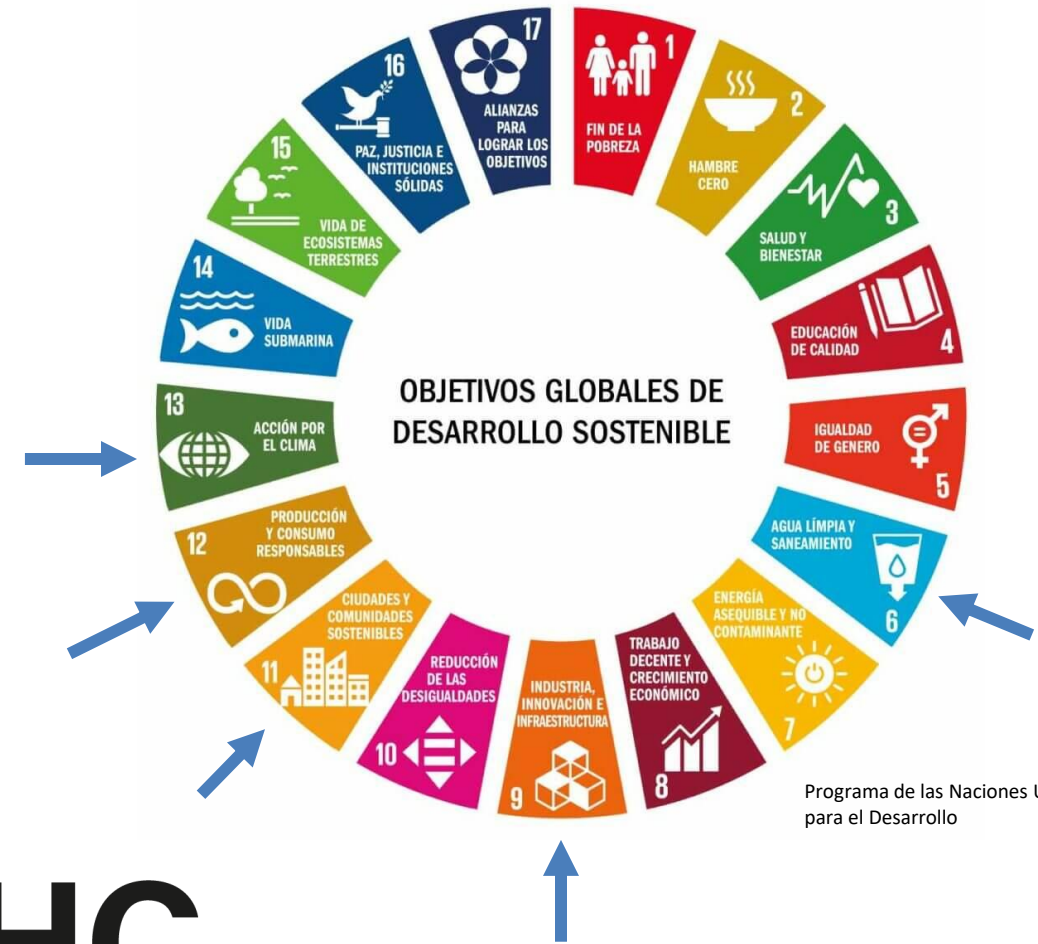 1
FIN DE LA
POBREZA
2
HAMBRE
CERO
3
SALUD Y
BIENESTAR
4
EDUCACIÓN
DE CALIDAD
5
IGUALDAD
DE GENERO
6
AGUA LÍMPIA Y
SANEAMIENTO
7
ENERGÍA
ASEQUIBLE Y NO
CONTAMINANTE
8
TRABAJO
DECENTE Y
CRECIMIENTO
ECONÓMICO
9
INDUSTRIA,
INNOVACIÓN E
INFRAESTRUCTURA
10
REDUCCIÓN
DE LAS
DESIGUALDADES
11
CIUDADES Y
COMUNIDADES
SOSTENIBLES
12
PRODUCCIÓN
Y CONSUMO
RESPONSABLES
13
ACCIÓN POR
EL CLIMA
14
VIDA
SUBMARINA
15
VIDA DE
ECOSISTEMAS
TERRESTRES
16
PAZ, JUSTICIA E
INSTITUCIONES
SÓLIDAS
17
ALIANZAS
PARA
LOGRAR LOS
OBJETIVOS
OBJETIVOS GLOBALES DE
DESARROLLO SOSTENIBLE
Programa de las Naciones
para el Desarrollo